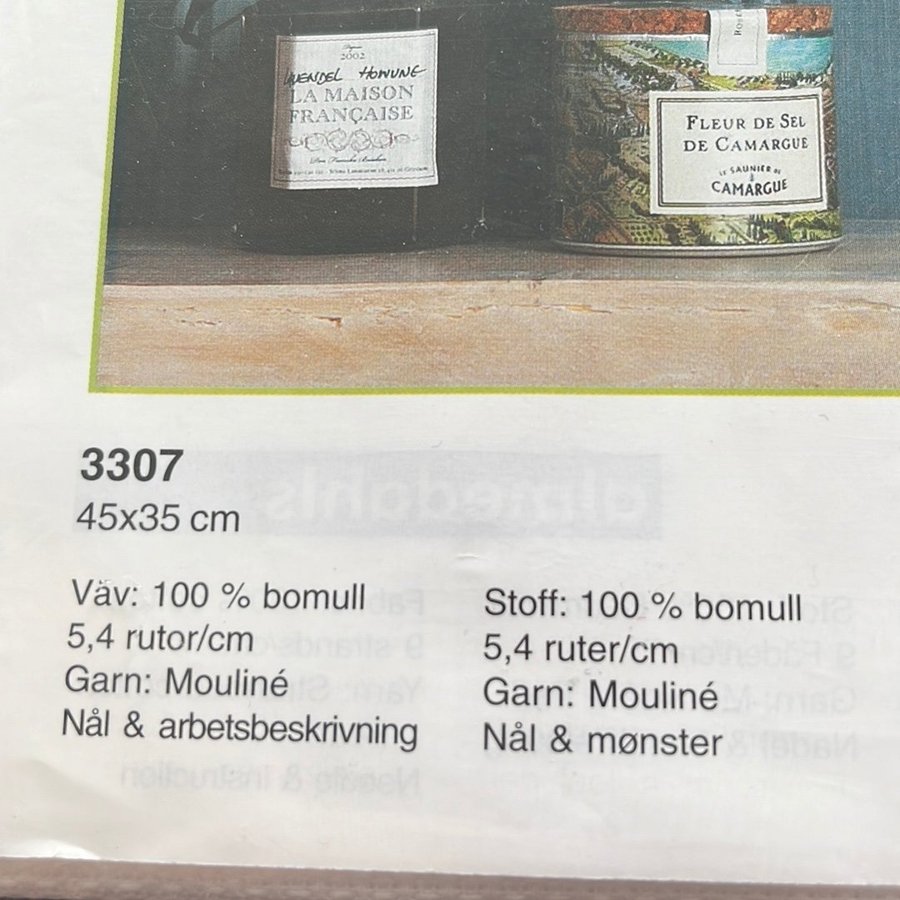 2002
LA MAISON
FRANÇAISE
FLEUR DE SEL
DE CAMARGUE
LE SAUNIER DE
CAMARGUE
3307
45x35 cm
Väv: 100 % bomull
5,4 rutor/cm
Garn: Mouliné
Nål & arbetsbeskrivning
Stoff: 100 % bomull
5,4 ruter/cm
Garn: Mouliné
Nål & mønster